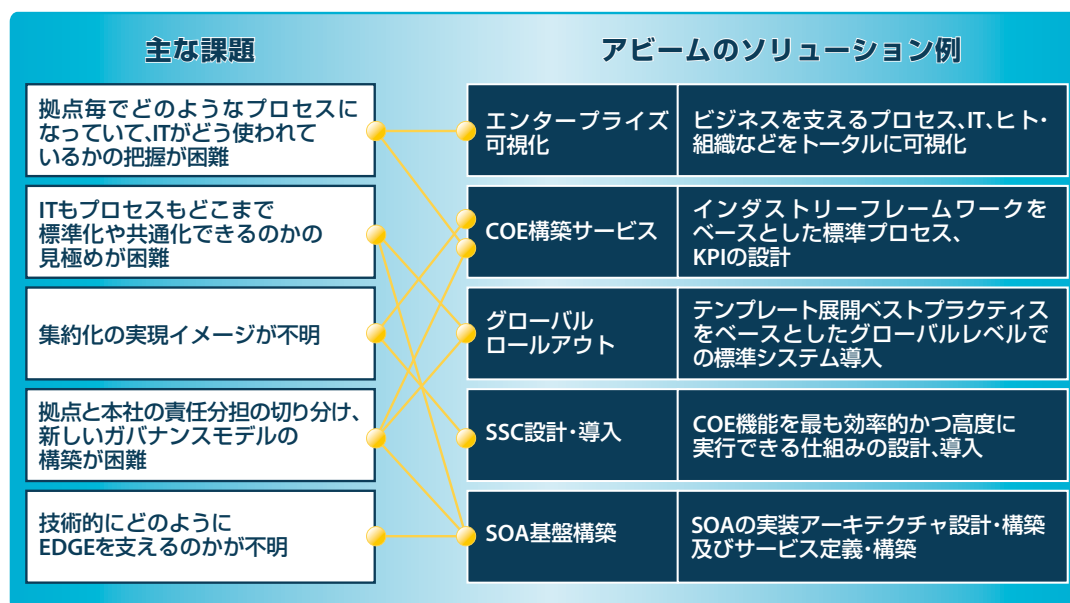 主な課題
アビームのソリューション例
拠点毎でどのようなプロセスに
なっていて、ITがどう使われて
いるかの把握が困難
エンタープライズ
可視化
ビジネスを支えるプロセス、IT、ヒト・
組織などをトータルに可視化
ITもプロセスもどこまで
標準化や共通化できるのかの
見極めが困難
COE構築サービス
インダストリーフレームワークを
ベースとした標準プロセス、
KPIの設計
集約化の実現イメージが不明
グローバル
ロールアウト
テンプレート展開ベストプラクティス
をベースとしたグローバルレベルで
の標準システム導入
拠点と本社の責任分担の切り分け、
新しいガバナンスモデルの
構築が困難
SSC設計・導入
COE機能を最も効率的かつ高度に
実行できる仕組みの設計、導入
技術的にどのように
EDGEを支えるのかが不明
SOA基盤構築
SOAの実装アーキテクチャ設計・構築
及びサービス定義・構築